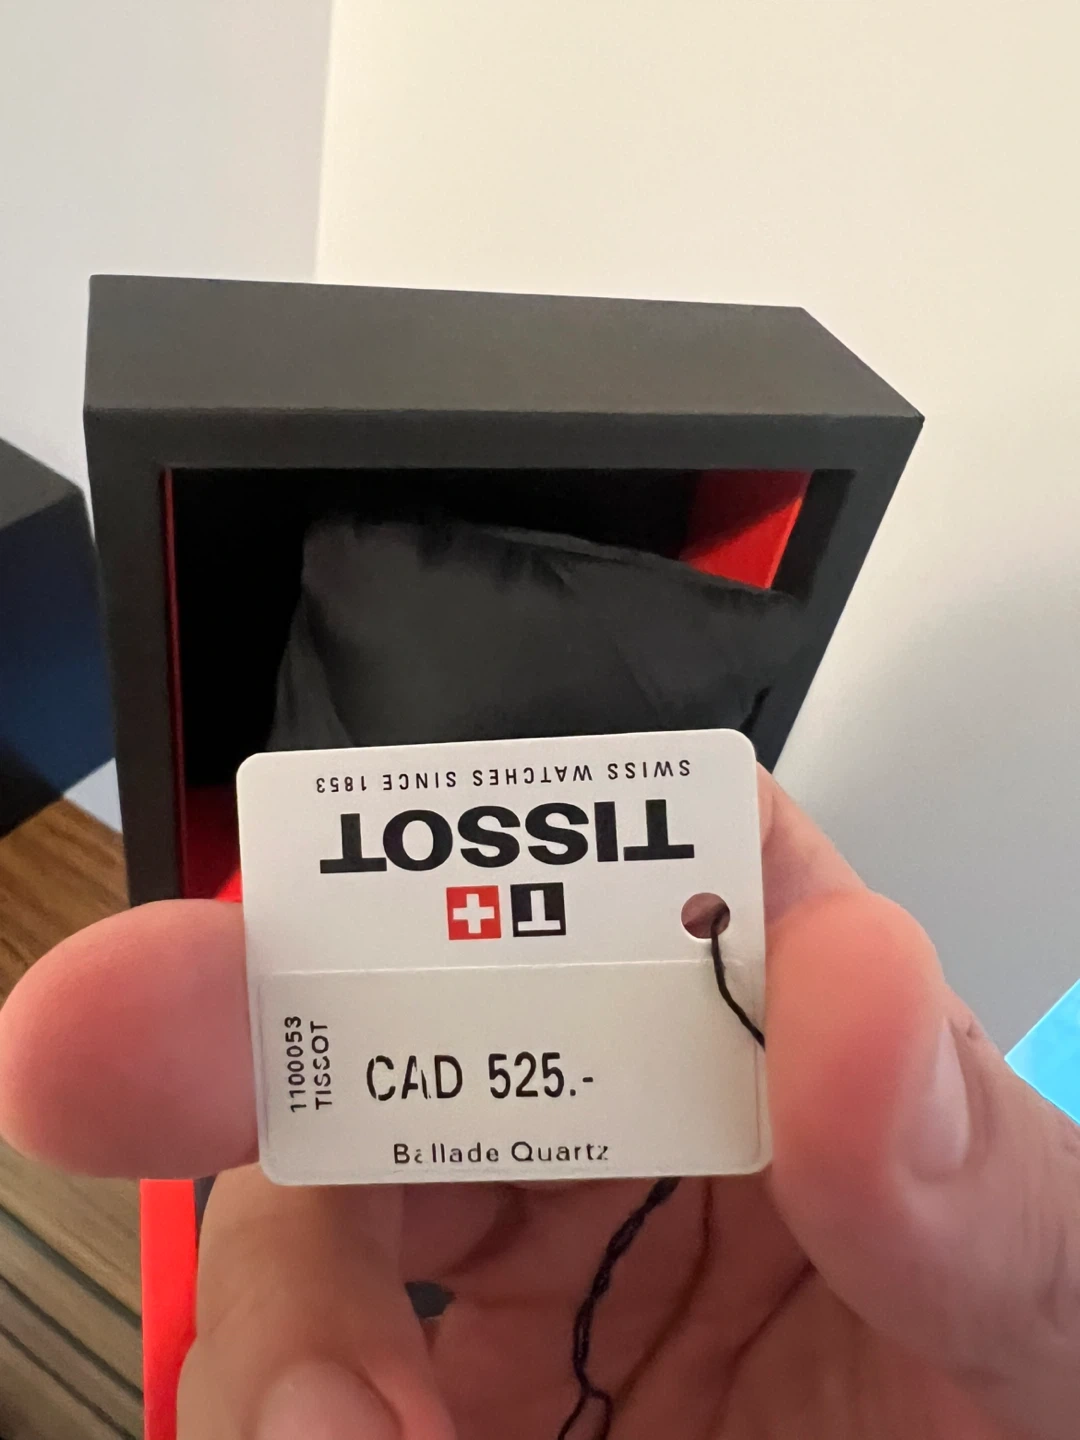 SWISS WATCHES SINCE 1853
TISSOT
T
1100053
TISSOT
CAD 525.-
Ballade Quartz